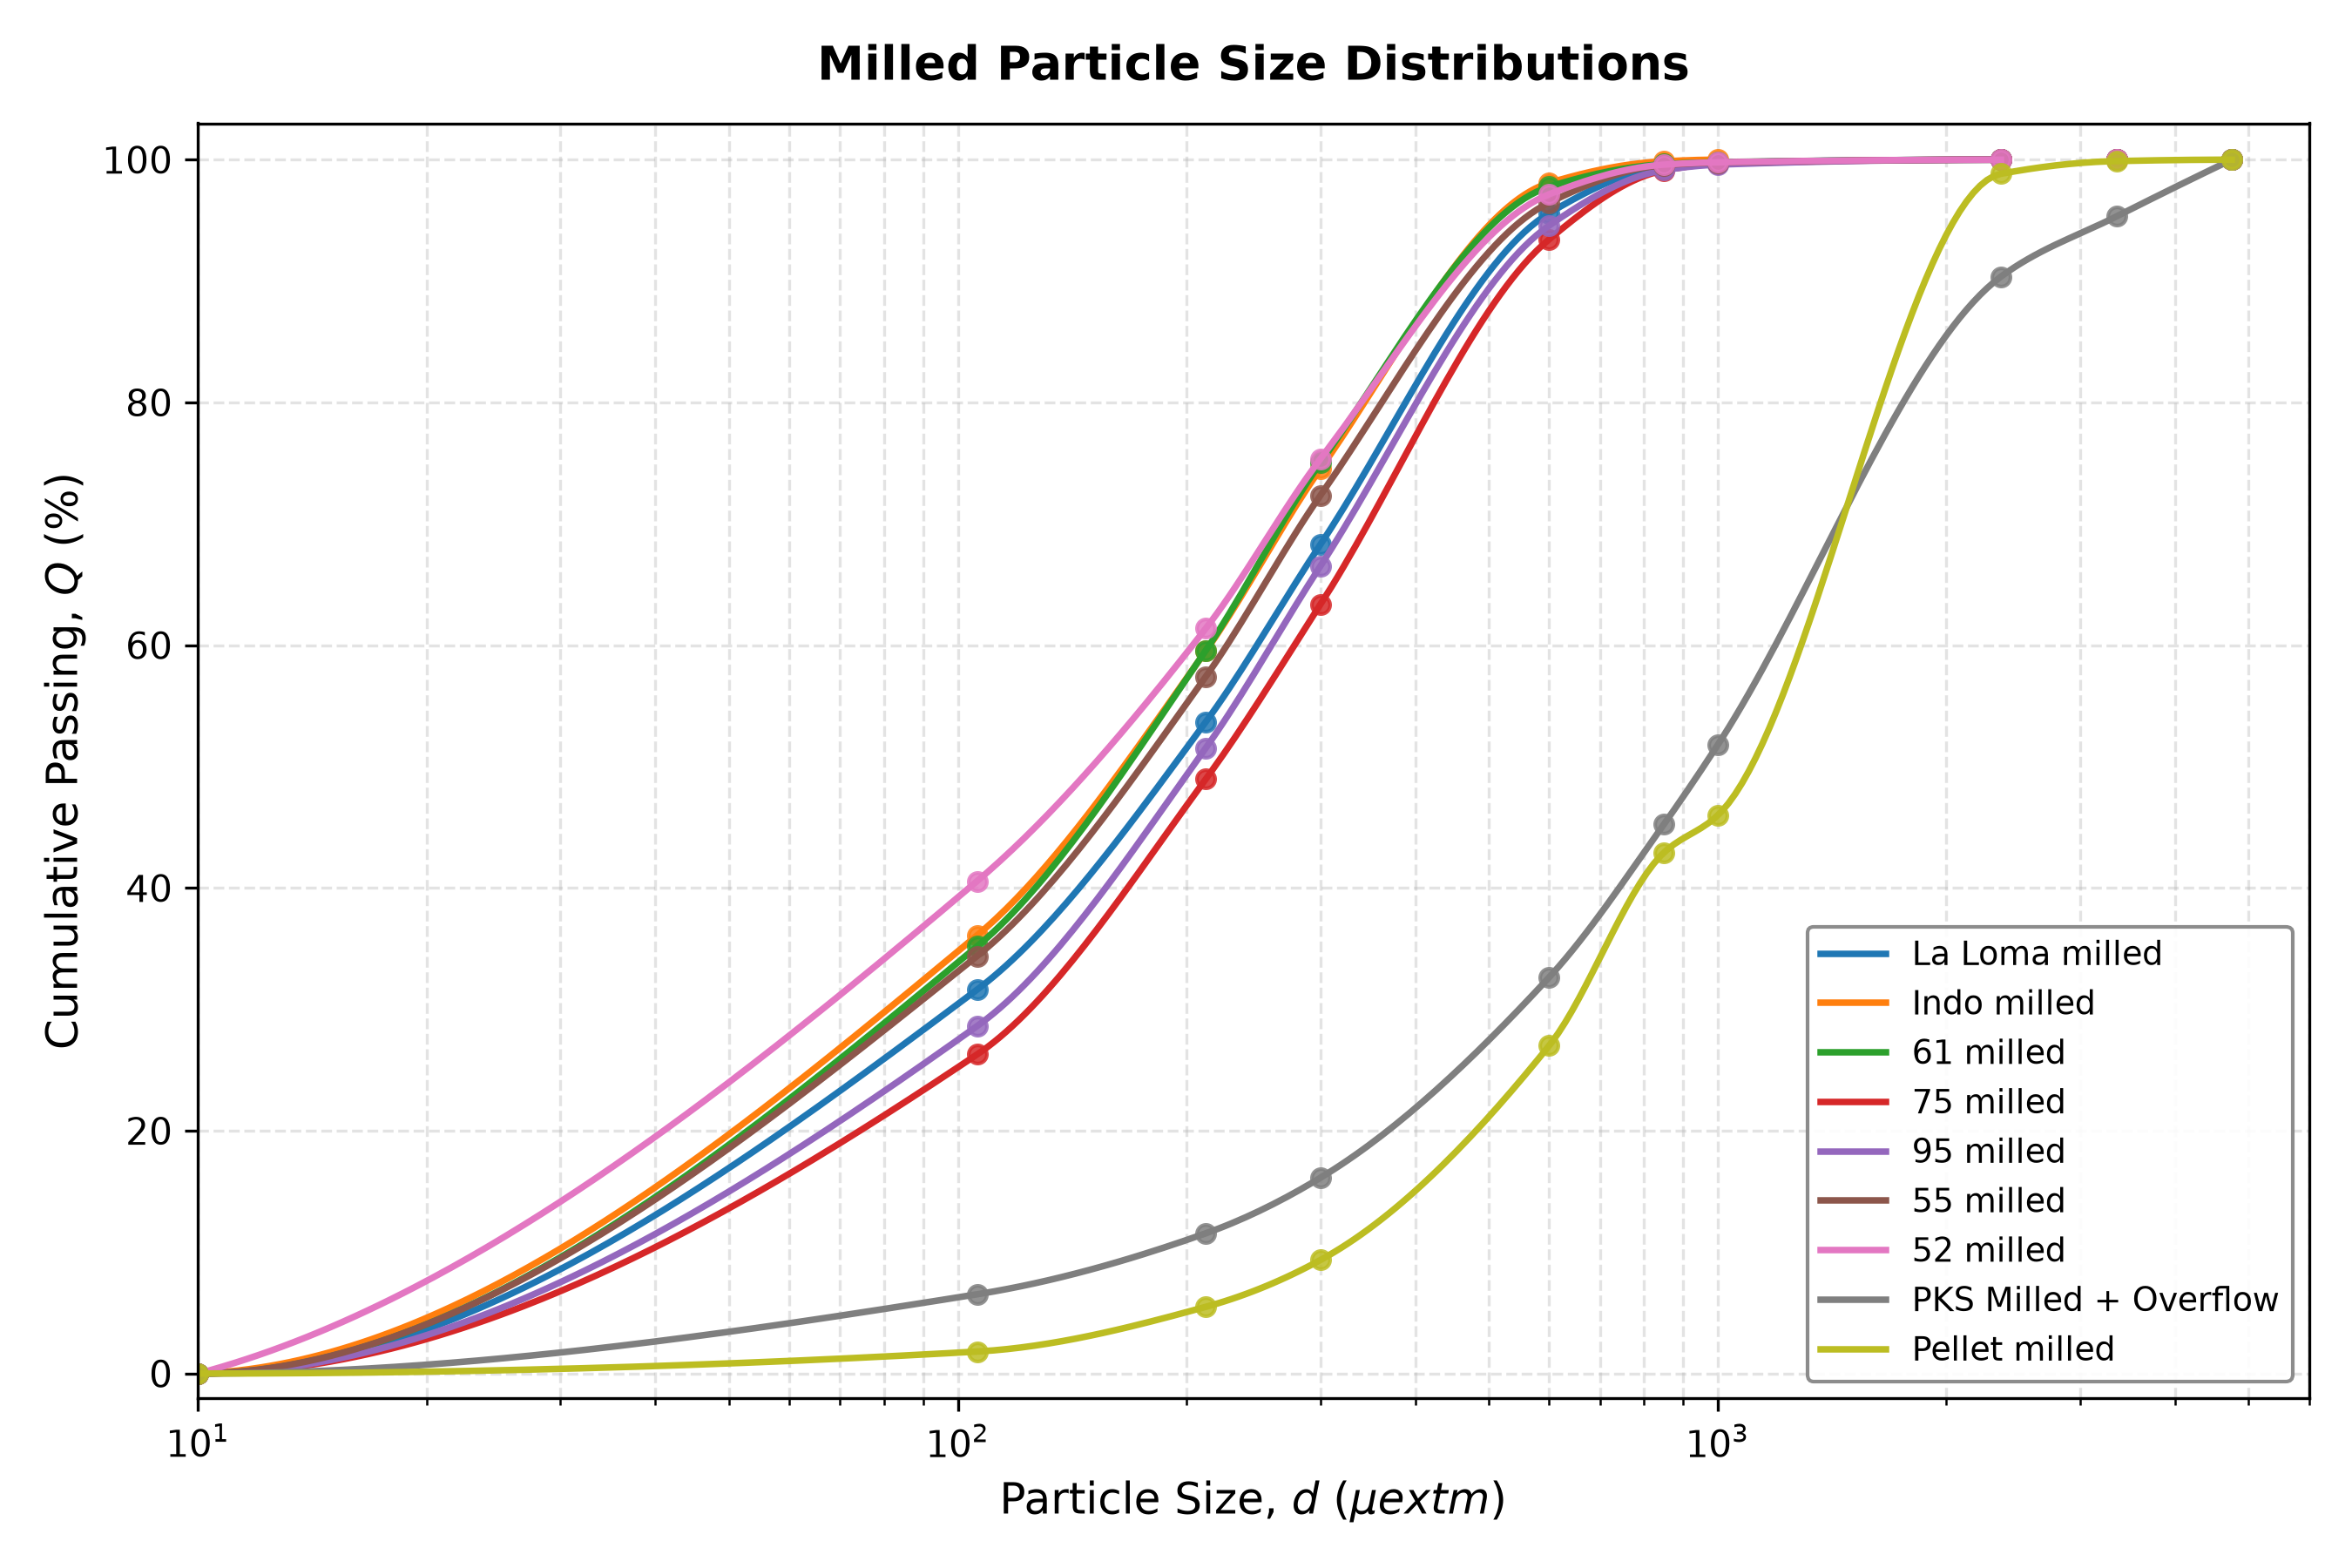 Milled Particle Size Distributions
Cumulative Passing, Q (%)
100
80
60
40
20
0
10¹
10²
10³
Particle Size, d (μextm)
La Loma milled
Indo milled
61 milled
75 milled
95 milled
55 milled
52 milled
PKS Milled + Overflow
Pellet milled